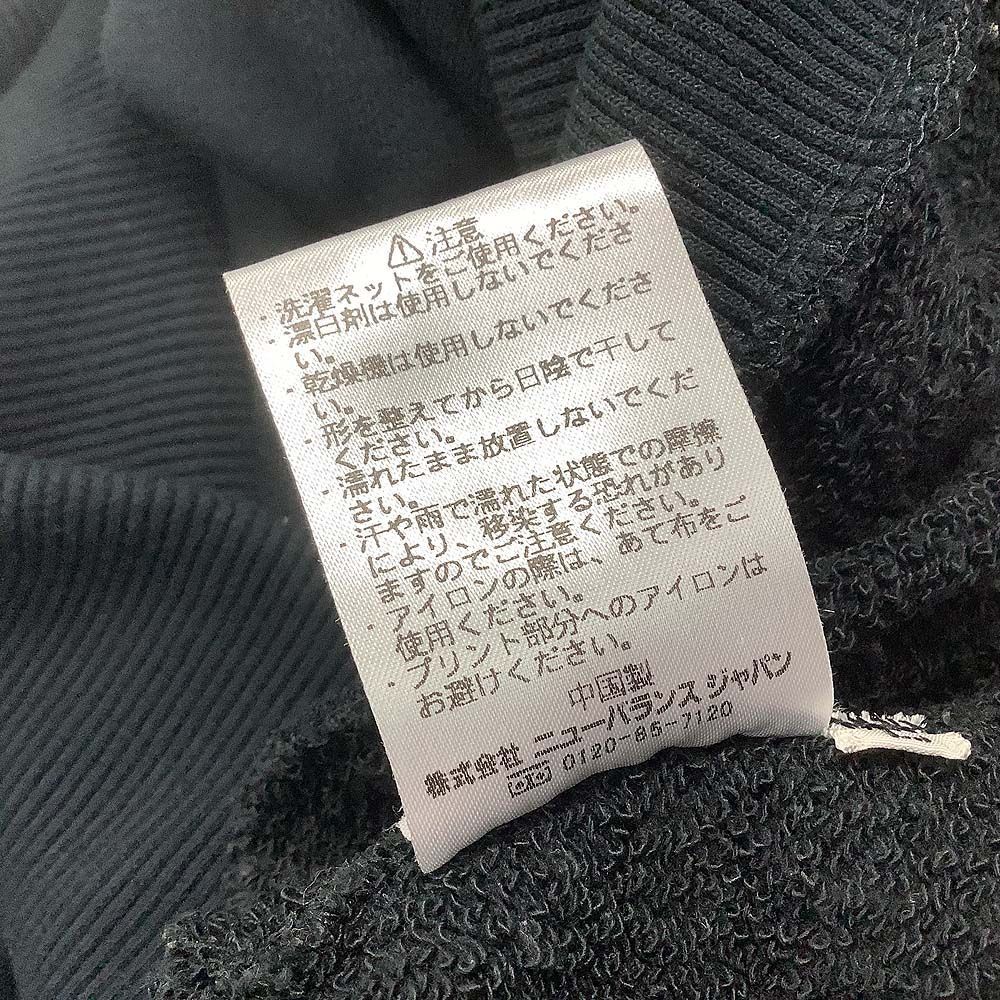 ⚠注意
・洗濯ネットをご使用ください。
・漂白剤は使用しないでくださ
い。
・乾燥機は使用しないでくださ
い。
・形を整えてから日陰で干して
ください。
・濡れたまま放置しないでくだ
さい。
・汗や雨で濡れた状態での摩擦
により、移染する恐れがあり
ますのでご注意ください。
・アイロンの際は、あて布をご
使用ください。
・プリント部分へのアイロンは
お避けください。
中国製
株式会社 ニューバランス ジャパン
0120-85-7120